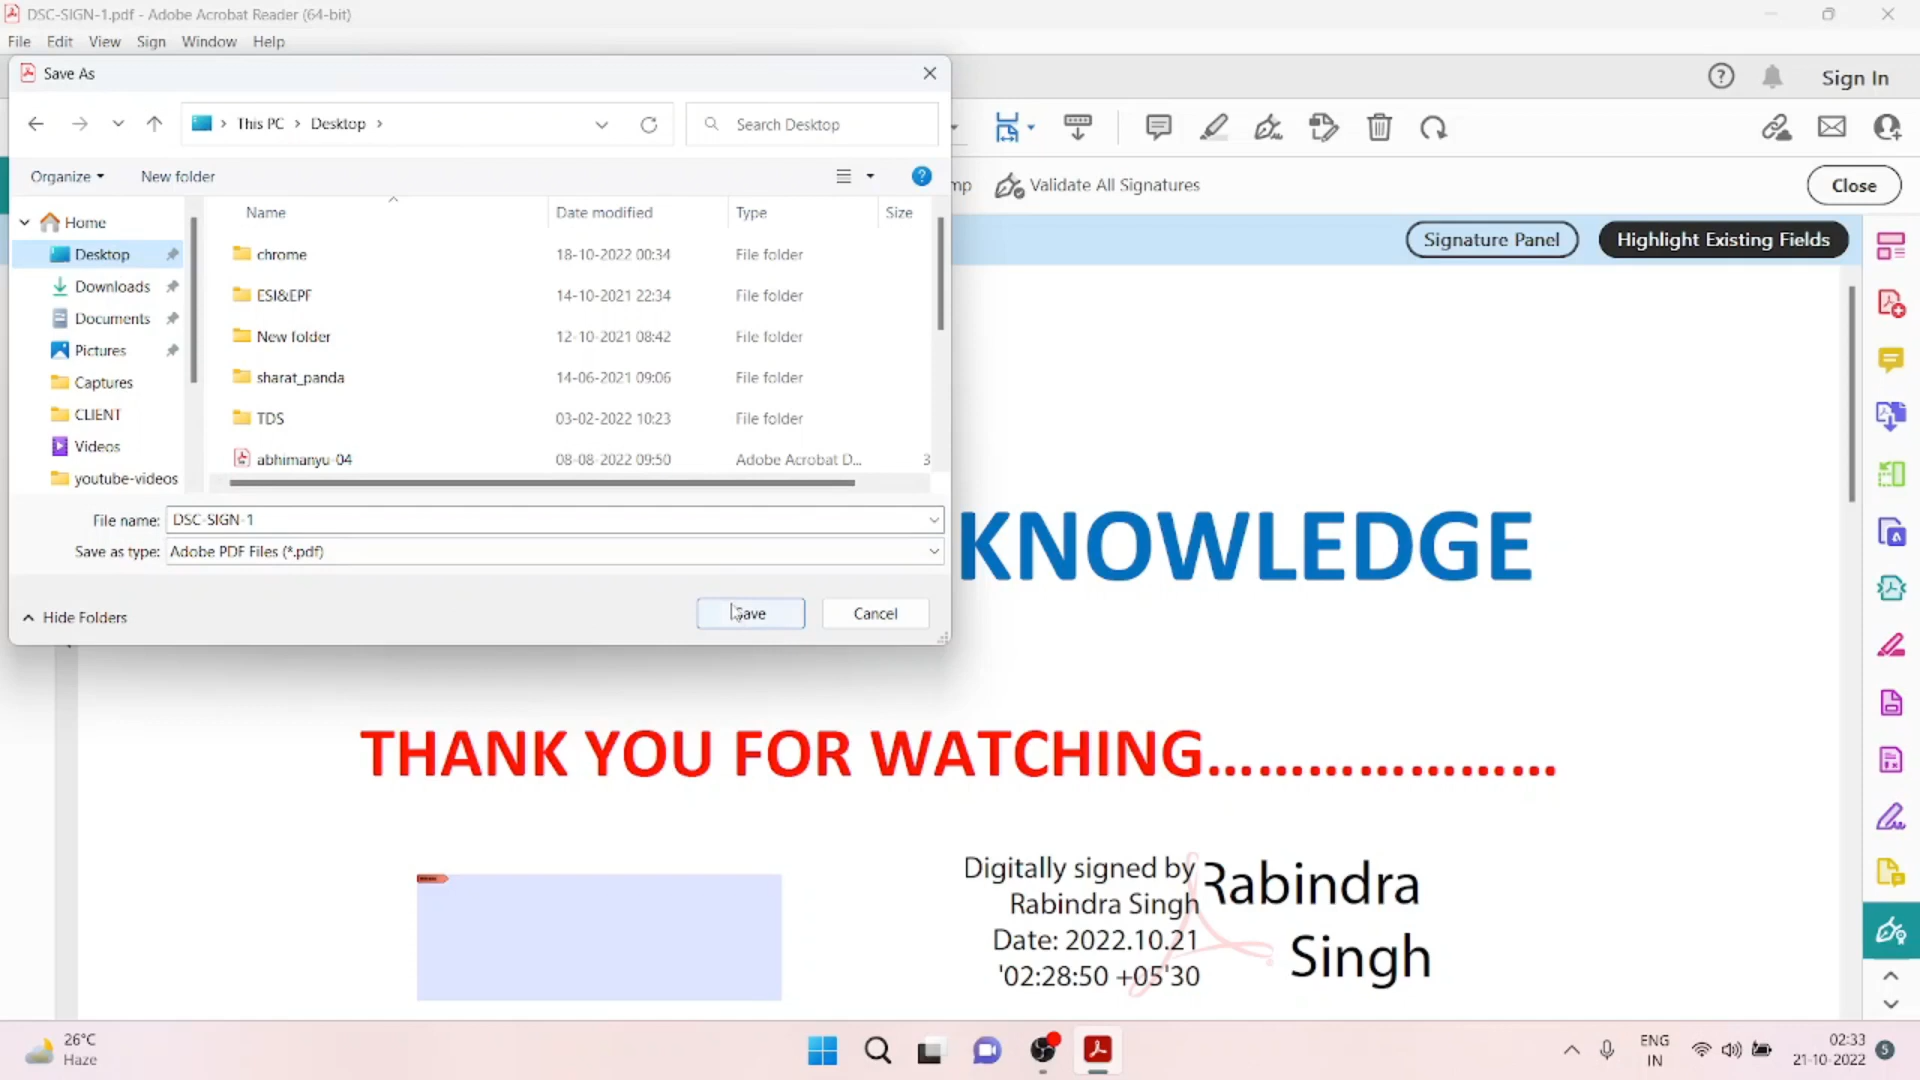 DSC-SIGN-1.pdf - Adobe Acrobat Reader (64-bit)
File Edit View Sign Window Help
Save As
Sign In
This PC > Desktop >
Search Desktop
Organize
New folder
mp
Validate All Signatures
Close
Signature Panel
Highlight Existing Fields
Home
Desktop
Downloads
Documents
Pictures
Captures
CLIENT
Videos
youtube-videos
Name Date modified Type Size
chrome 18-10-2022 00:34 File folder
ESI&EPF 14-10-2021 22:34 File folder
New folder 12-10-2021 08:42 File folder
sharat_panda 14-06-2021 09:06 File folder
TDS 03-02-2022 10:23 File folder
abhimanyu-04 08-08-2022 09:50 Adobe Acrobat D... 3
File name: DSC-SIGN-1
Save as type: Adobe PDF Files (*.pdf)
Hide Folders
Save
Cancel
KNOWLEDGE
THANK YOU FOR WATCHING.....................
Digitally signed by
Rabindra Singh
Date: 2022.10.21
'02:28:50 +05'30
Rabindra
Singh
26°C
Haze
ENG
IN
02:33
21-10-2022
5